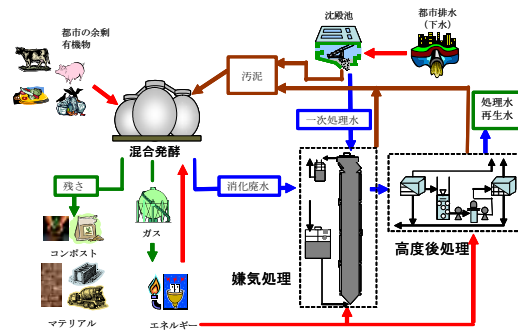 都市の余剰
有機物
沈殿池
都市排水
(下水)
汚泥
一次処理水
処理水
再生水
混合発酵
残さ
消化廃水
ガス
コンポスト
嫌気処理
高度後処理
マテリアル
エネルギー